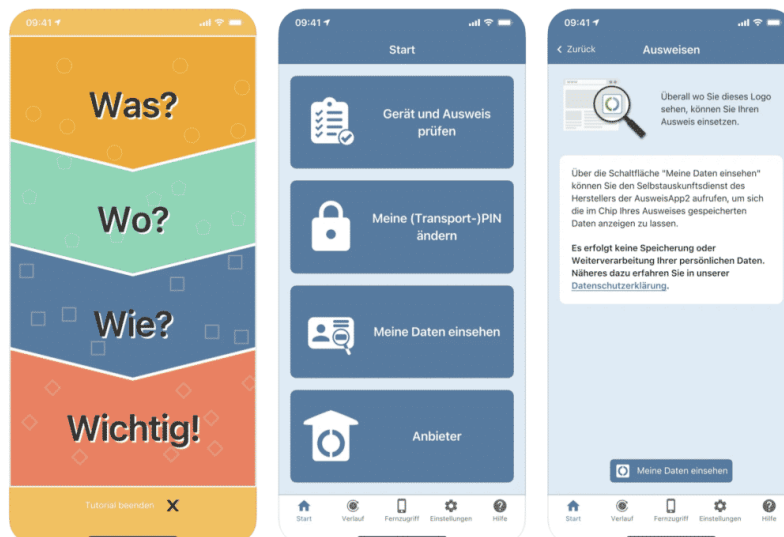 09:41
Was?
Wo?
Wie?
Wichtig!
Tutorial beenden X
09:41
Start
Gerät und Ausweis
prüfen
Meine (Transport-)PIN
ändern
Meine Daten einsehen
Anbieter
Start Verlauf Fernzugriff Einstellungen Hilfe
09:41
Zurück Ausweisen
Überall wo Sie dieses Logo
sehen, können Sie Ihren
Ausweis einsetzen.
Über die Schaltfläche "Meine Daten einsehen"
können Sie den Selbstauskunftsdienst des
Herstellers der AusweisApp2 aufrufen, um sich
die im Chip Ihres Ausweises gespeicherten
Daten anzeigen zu lassen.
Es erfolgt keine Speicherung oder
Weiterverarbeitung Ihrer persönlichen Daten.
Näheres dazu erfahren Sie in unserer
Datenschutzerklärung.
Meine Daten einsehen
Start Verlauf Fernzugriff Einstellungen Hilfe